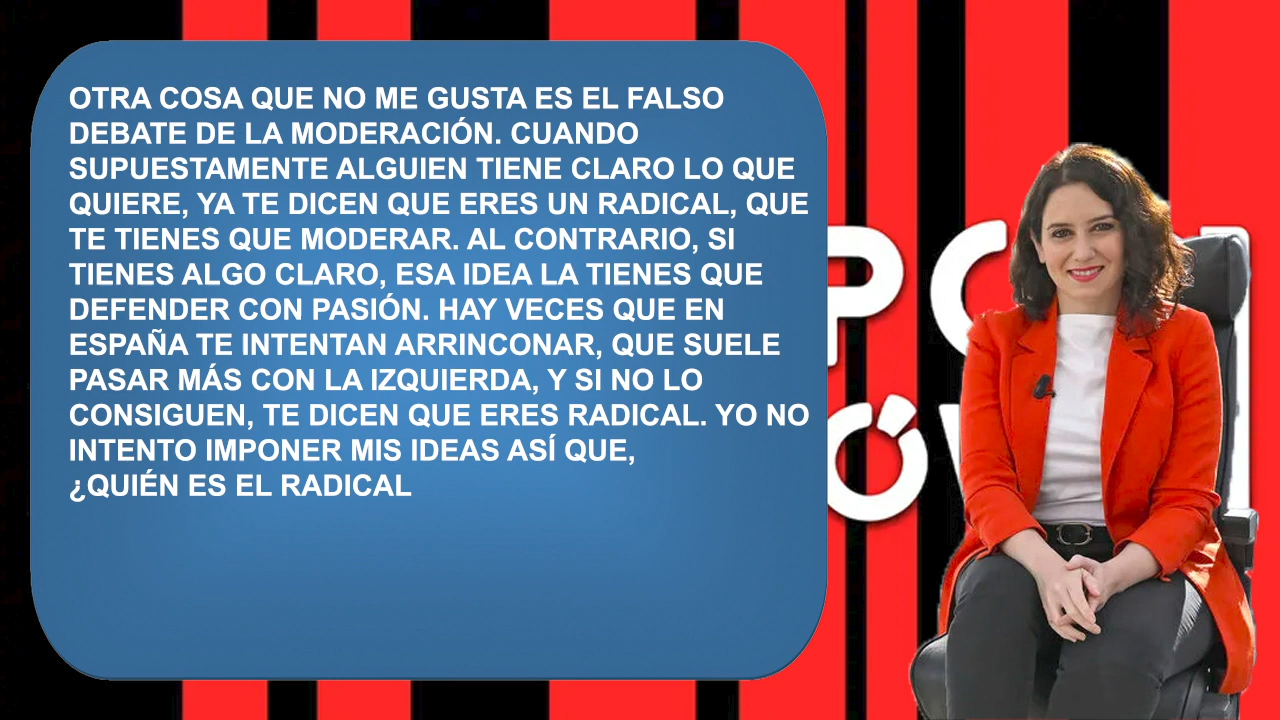 OTRA COSA QUE NO ME GUSTA ES EL FALSO
DEBATE DE LA MODERACIÓN. CUANDO
SUPUESTAMENTE ALGUIEN TIENE CLARO LO QUE
QUIERE, YA TE DICEN QUE ERES UN RADICAL, QUE
TE TIENES QUE MODERAR. AL CONTRARIO, SI
TIENES ALGO CLARO, ESA IDEA LA TIENES QUE
DEFENDER CON PASIÓN. HAY VECES QUE EN
ESPAÑA TE INTENTAN ARRINCONAR, QUE SUELE
PASAR MÁS CON LA IZQUIERDA, Y SI NO LO
CONSIGUEN, TE DICEN QUE ERES RADICAL. YO NO
INTENTO IMPONER MIS IDEAS ASÍ QUE,
¿QUIÉN ES EL RADICAL